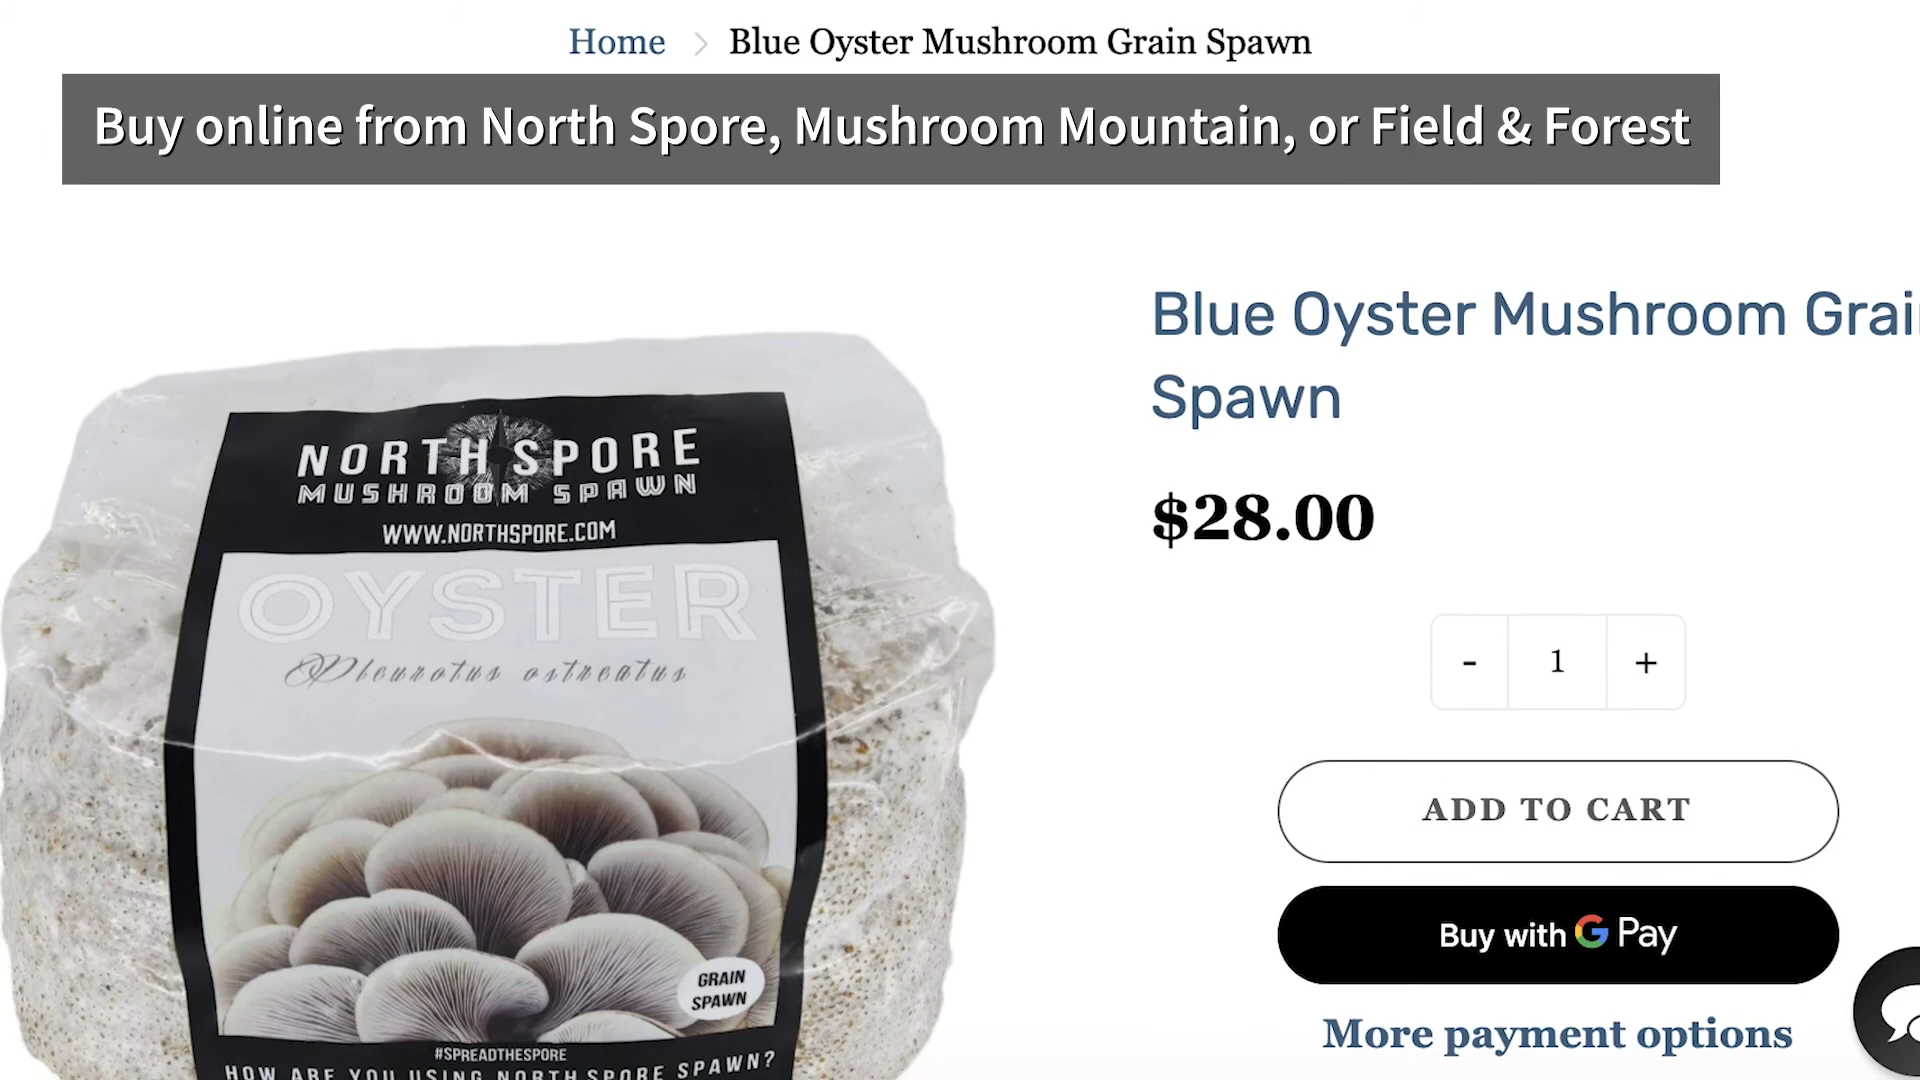 Home > Blue Oyster Mushroom Grain Spawn
Buy online from North Spore, Mushroom Mountain, or Field & Forest
NORTH SPORE
MUSHROOM SPAWN
WWW.NORTHSPORE.COM
OYSTER
Pleurotus ostreatus
GRAIN
SPAWN
#SPREADTHESPORE
HOW ARE YOU USING NORTH SPORE SPAWN?
Blue Oyster Mushroom Grai
Spawn
$28.00
- 1 +
ADD TO CART
Buy with G Pay
More payment options